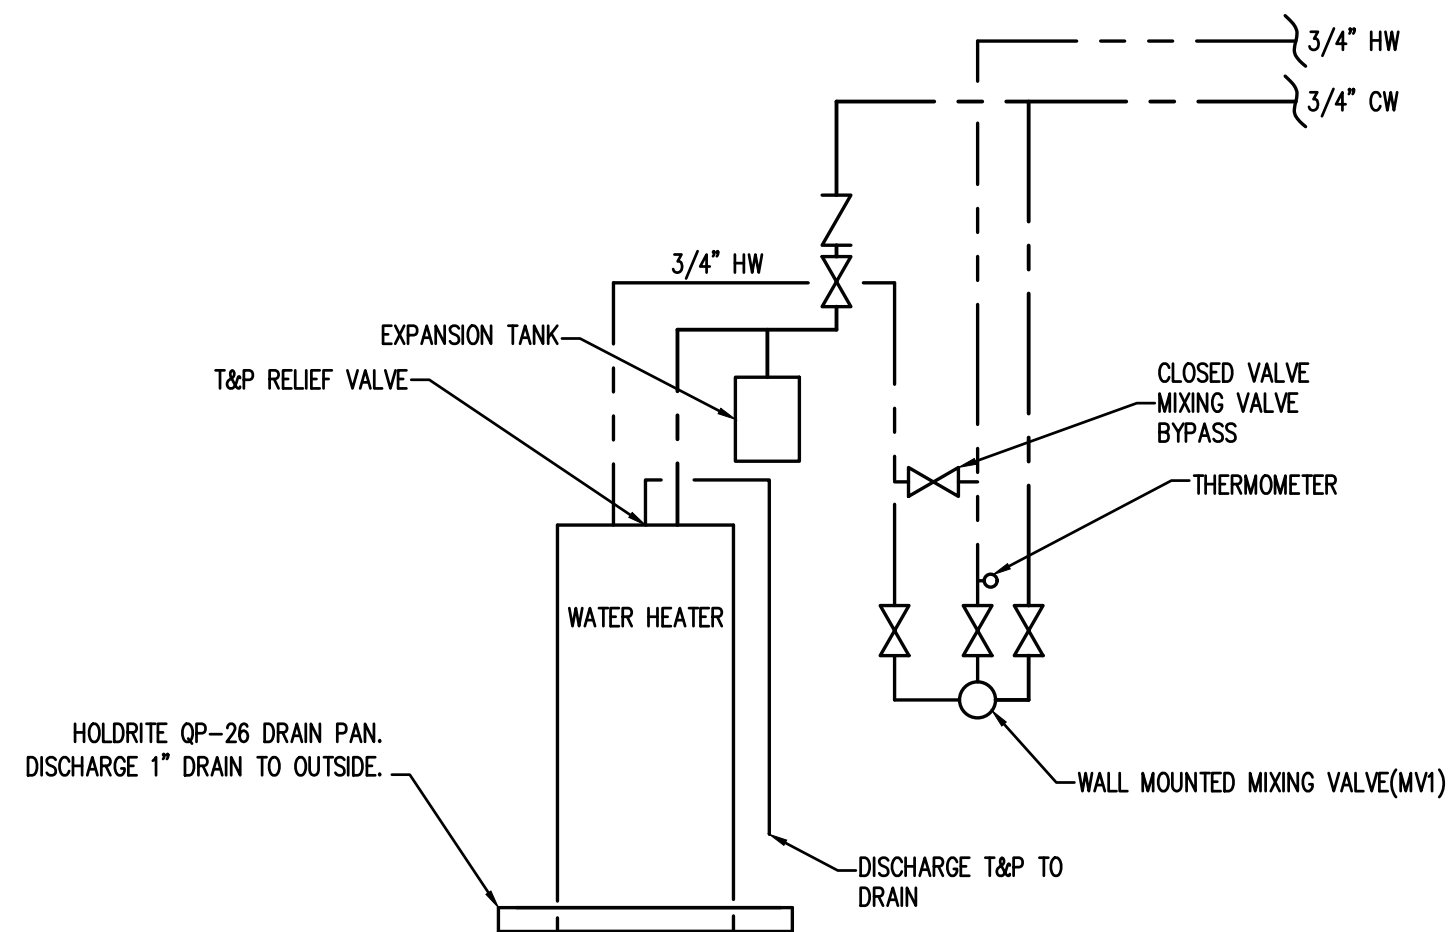 3/4" HW
3/4" CW
3/4" HW
EXPANSION TANK
T&P RELIEF VALVE
CLOSED VALVE
MIXING VALVE
BYPASS
THERMOMETER
WATER HEATER
HOLDRITE QP-26 DRAIN PAN.
DISCHARGE 1" DRAIN TO OUTSIDE.
WALL MOUNTED MIXING VALVE(MV1)
DISCHARGE T&P TO
DRAIN